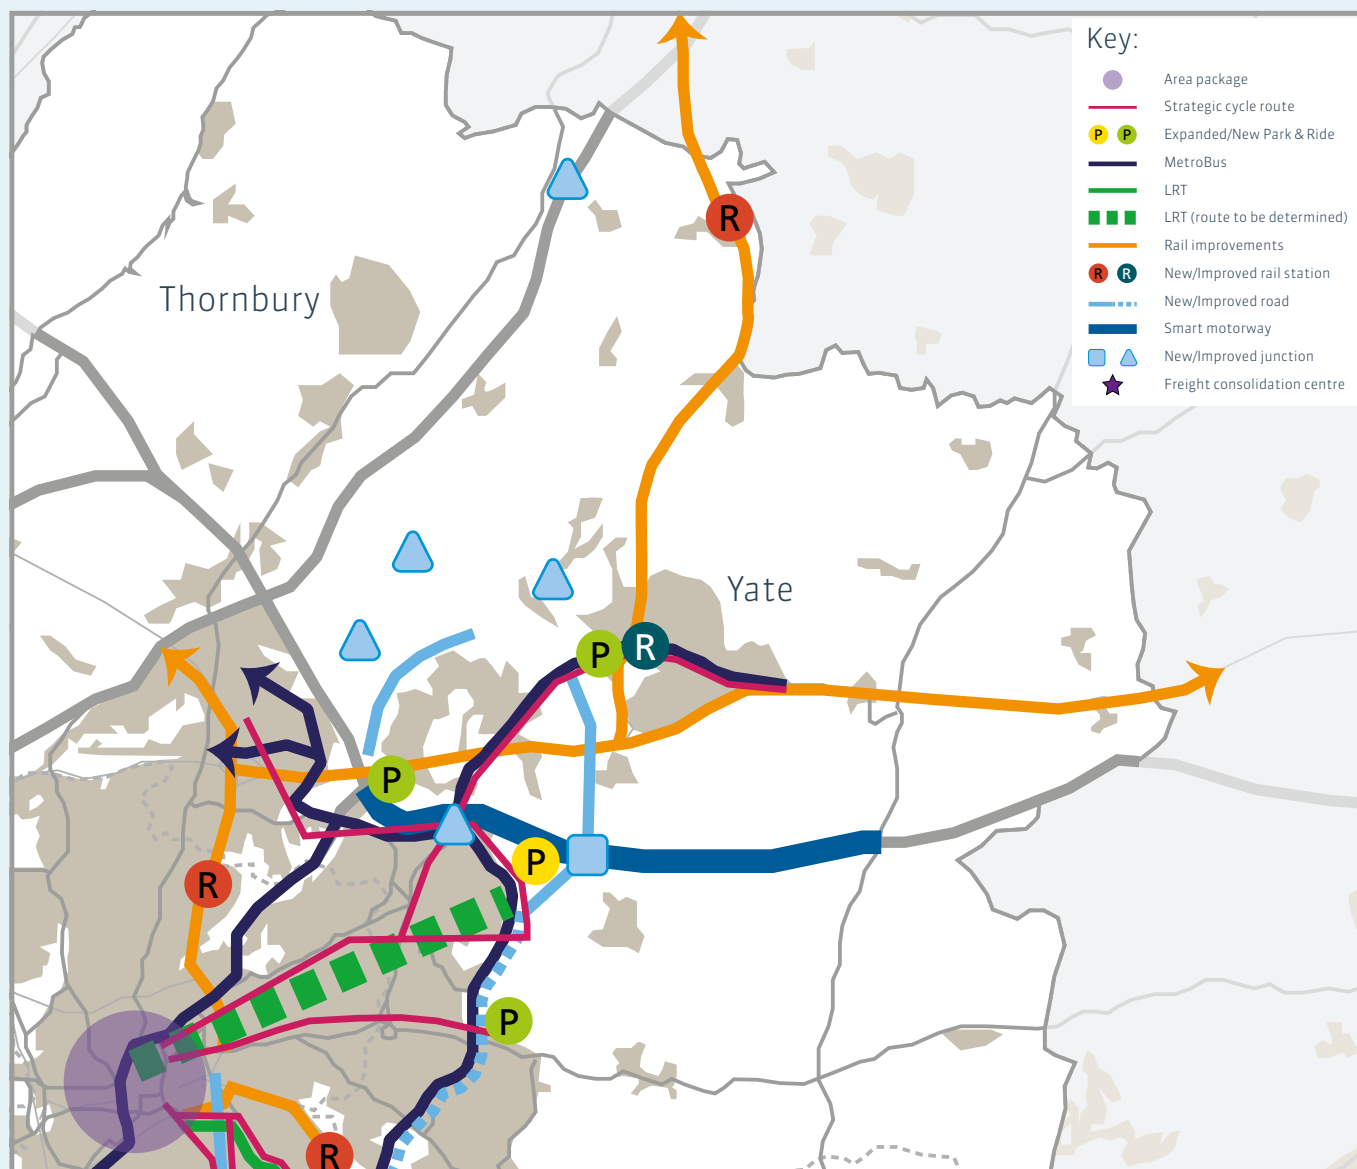 Key:
Area package
Strategic cycle route
P P Expanded/New Park & Ride
MetroBus
LRT
LRT (route to be determined)
Rail improvements
R R New/Improved rail station
New/Improved road
Smart motorway
New/Improved junction
Freight consolidation centre
R
Thornbury
Yate
P R
P
P
R
P
R